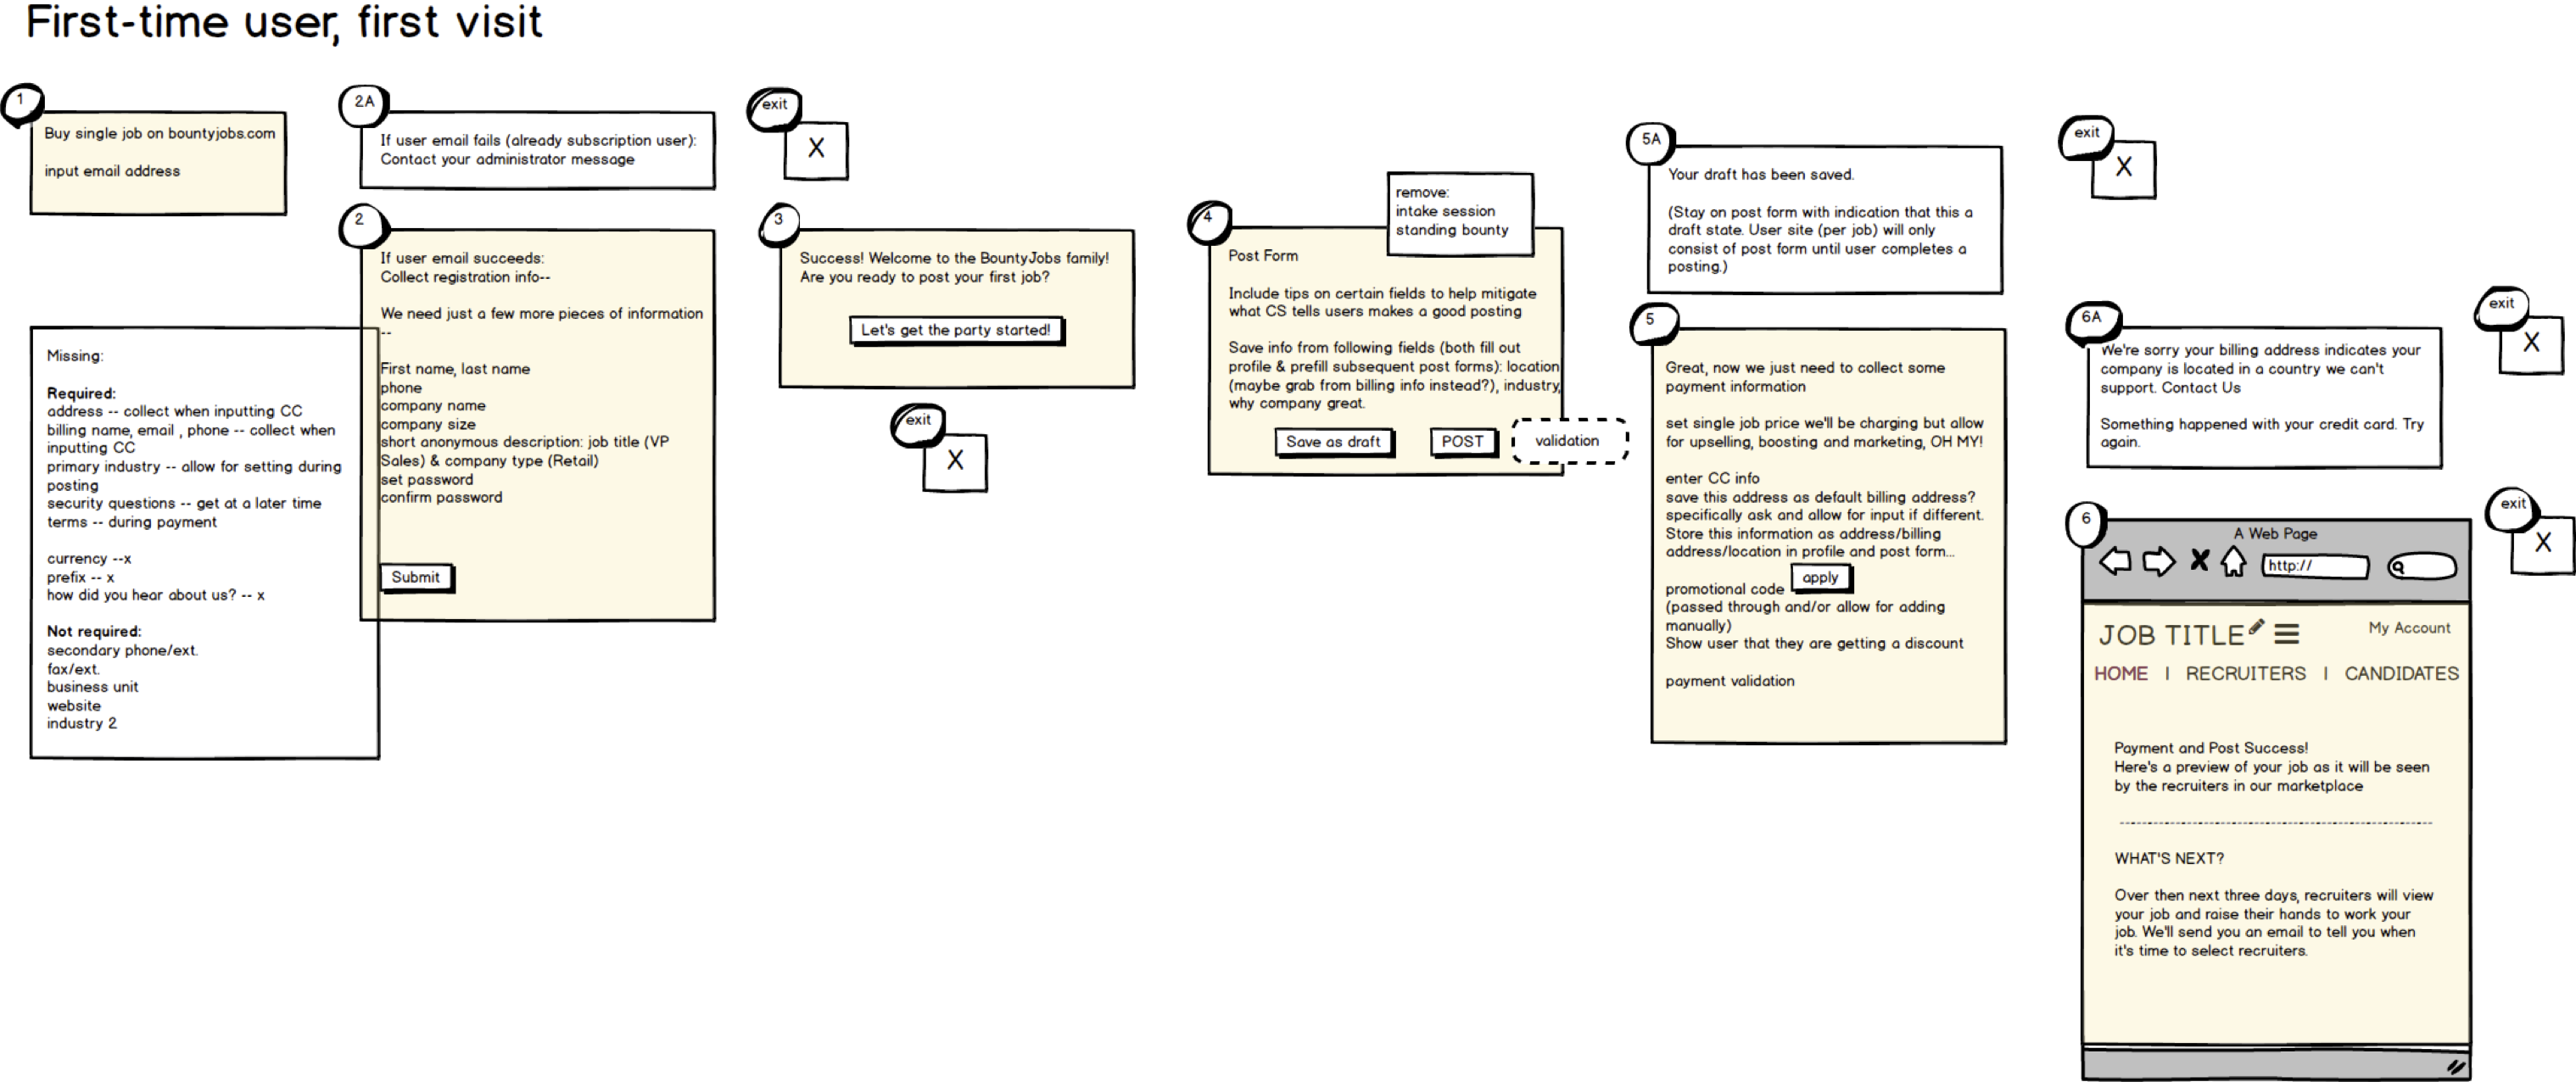 First-time user, first visit
1
Buy single job on bountyjobs.com
input email address
2A
If user email fails (already subscription user):
Contact your administrator message
exit
X
2
If user email succeeds:
Collect registration info--
We need just a few more pieces of information
--
First name, last name
phone
company name
company size
short anonymous description: job title (VP
Sales) & company type (Retail)
set password
confirm password
Submit
Missing:
Required:
address -- collect when inputting CC
billing name, email , phone -- collect when
inputting CC
primary industry -- allow for setting during
posting
security questions -- get at a later time
terms -- during payment
currency --x
prefix -- x
how did you hear about us? -- x
Not required:
secondary phone/ext.
fax/ext.
business unit
website
industry 2
3
Success! Welcome to the BountyJobs family!
Are you ready to post your first job?
Let's get the party started!
exit
X
4
remove:
intake session
standing bounty
Post Form
Include tips on certain fields to help mitigate
what CS tells users makes a good posting
Save info from following fields (both fill out
profile & prefill subsequent post forms): location
(maybe grab from billing info instead?), industry,
why company great.
Save as draft
POST
validation
5A
Your draft has been saved.
(Stay on post form with indication that this a
draft state. User site (per job) will only
consist of post form until user completes a
posting.)
exit
X
5
Great, now we just need to collect some
payment information
set single job price we'll be charging but allow
for upselling, boosting and marketing, OH MY!
enter CC info
save this address as default billing address?
specifically ask and allow for input if different.
Store this information as address/billing
address/location in profile and post form...
promotional code
apply
(passed through and/or allow for adding
manually)
Show user that they are getting a discount
payment validation
6A
We're sorry your billing address indicates your
company is located in a country we can't
support. Contact Us
Something happened with your credit card. Try
again.
exit
X
6
A Web Page
http://
exit
X
JOB TITLE
My Account
HOME | RECRUITERS | CANDIDATES
Payment and Post Success!
Here's a preview of your job as it will be seen
by the recruiters in our marketplace
WHAT'S NEXT?
Over then next three days, recruiters will view
your job and raise their hands to work your
job. We'll send you an email to tell you when
it's time to select recruiters.